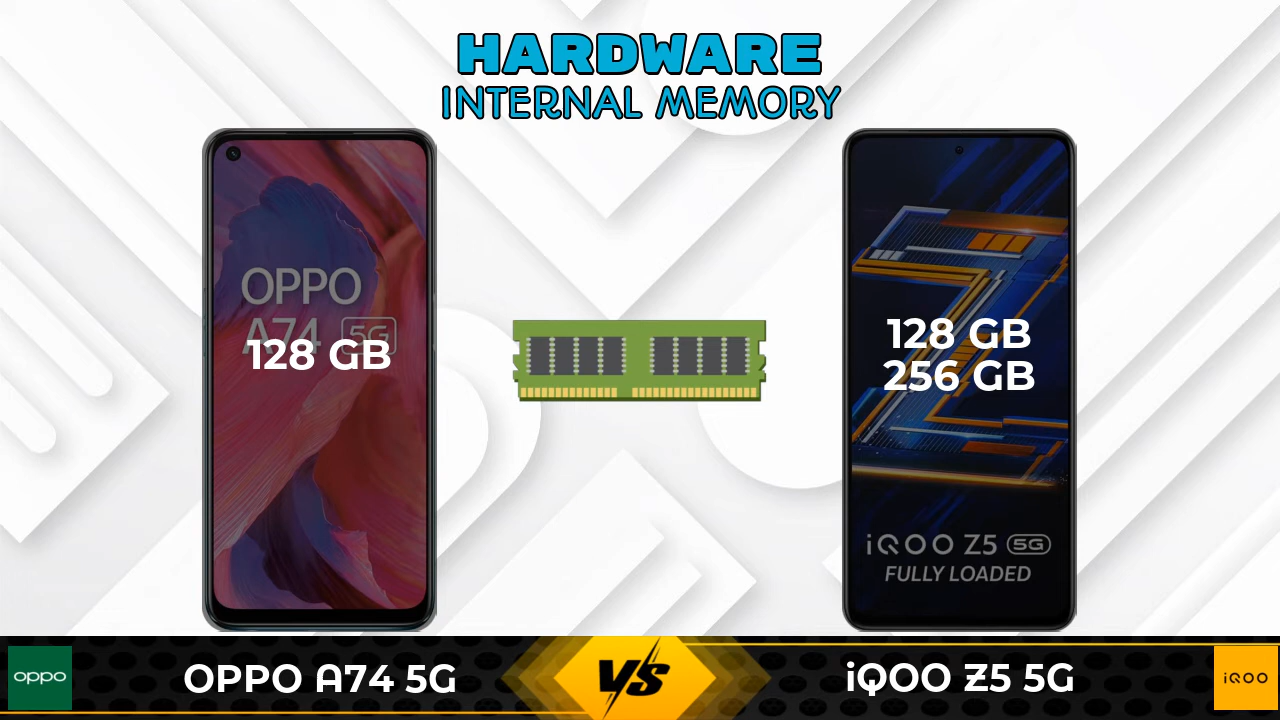 HARDWARE
INTERNAL MEMORY
OPPO
A74 5G
128 GB
128 GB
256 GB
iQOO Z5 5G
FULLY LOADED
oppo
OPPO A74 5G
VS
iQOO Z5 5G
iQOO